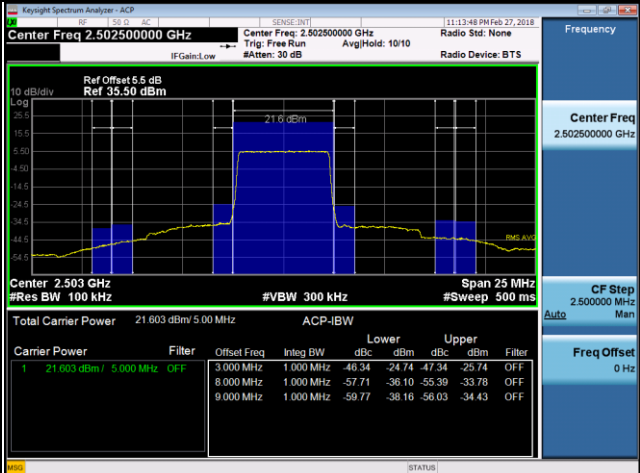 Keysight Spectrum Analyzer - ACP
RF 50 Ω AC SENSE:INT 11:13:48 PM Feb 27, 2018
Center Freq 2.502500000 GHz
Center Freq: 2.502500000 GHz
Radio Std: None
Trig: Free Run Avg|Hold: 10/10
IFGain:Low #Atten: 30 dB Radio Device: BTS
Frequency
Ref Offset 5.5 dB
10 dB/div Ref 35.50 dBm
Log
25.5
21.6 dBm
15.5
5.50
-4.50
-14.5
-24.5
-34.5
-44.5
RMS AVG
-54.5
Center 2.503 GHz Span 25 MHz
#Res BW 100 kHz #VBW 300 kHz #Sweep 500 ms
Center Freq
2.502500000 GHz
CF Step
2.500000 MHz
Auto Man
Freq Offset
0 Hz
Total Carrier Power 21.603 dBm/ 5.00 MHz ACP-IBW
Lower Upper
Carrier Power Filter Offset Freq Integ BW dBc dBm dBc dBm Filter
1 21.603 dBm / 5.000 MHz OFF 3.000 MHz 1.000 MHz -46.34 -24.74 -47.34 -25.74 OFF
8.000 MHz 1.000 MHz -57.71 -36.10 -55.39 -33.78 OFF
9.000 MHz 1.000 MHz -59.77 -38.16 -56.03 -34.43 OFF
MSG STATUS